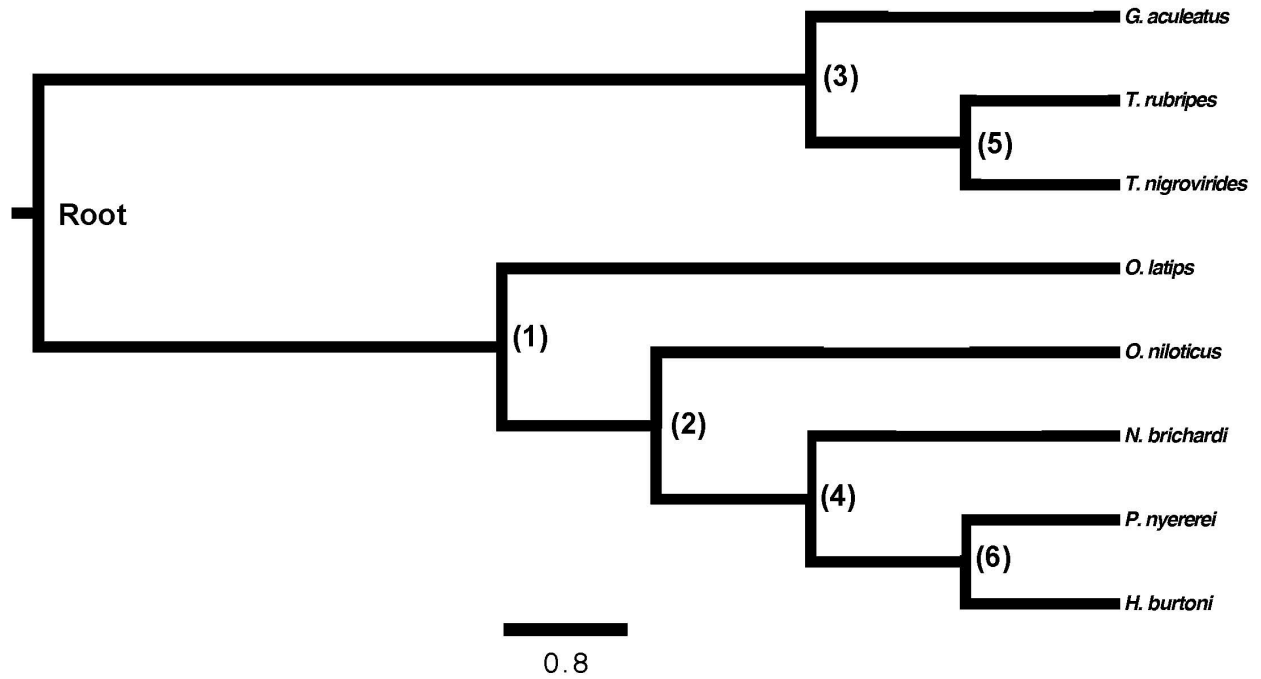 G. aculeatus
(3)
T. rubripes
(5)
T. nigrovirides
Root
O. latips
(1)
O. niloticus
(2)
N. brichardi
(4)
P. nyererei
(6)
H. burtoni
0.8